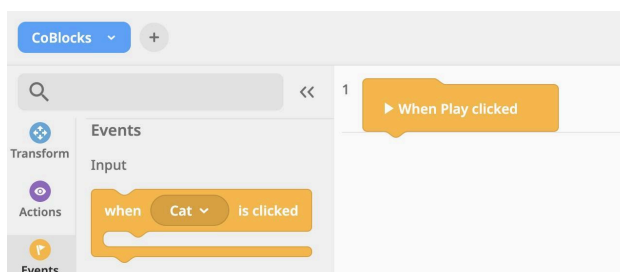 CoBlocks
+
1
When Play clicked
Events
Transform
Input
Actions
when Cat is clicked
Events